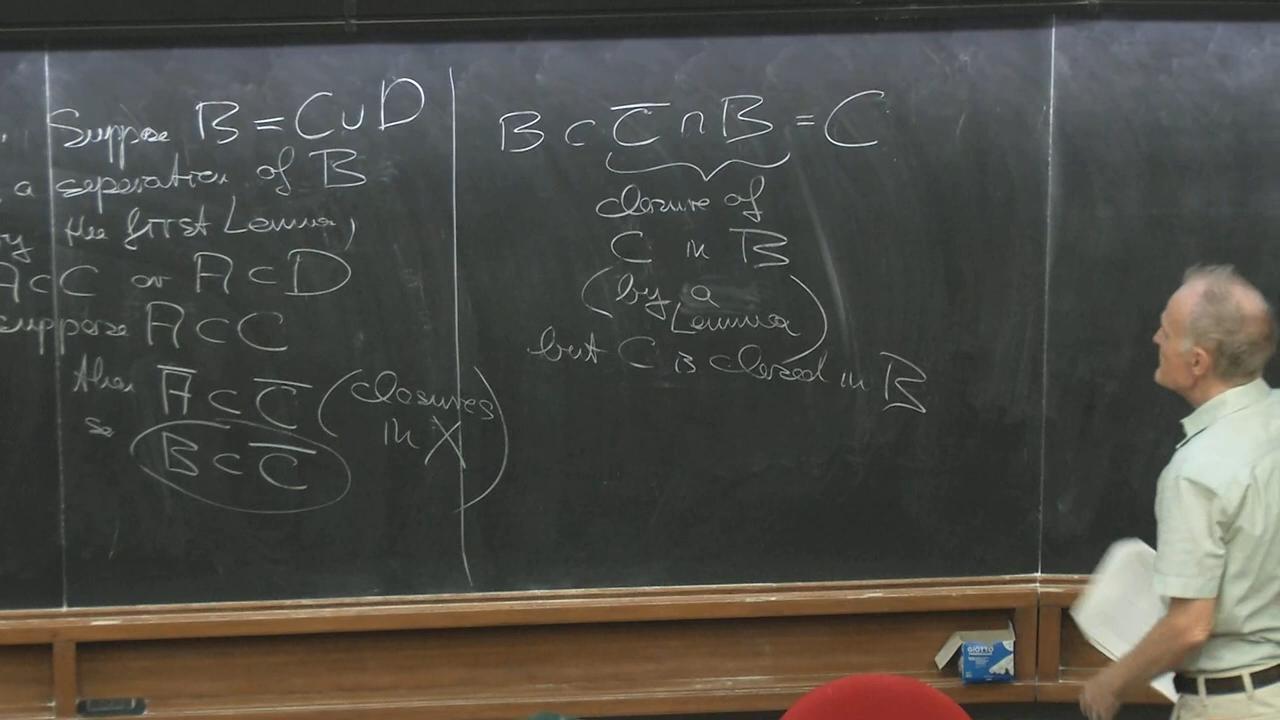 . Suppose B = C ∪ D
, a seperation of B
by the first Lemma,
A ⊂ C or A ⊂ D
suppose A ⊂ C
then A̅ ⊂ C̅ (closures in X)
so B ⊂ C̅
B ⊂ C̅ ∩ B = C
closure of
C in B
(by a
Lemma)
but C is closed in B
GIOTTO